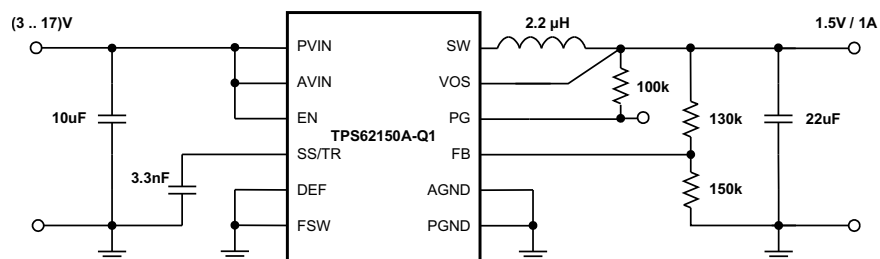 (3 .. 17)V
2.2 µH
1.5V / 1A
PVIN
SW
AVIN
VOS
100k
10uF
EN
PG
130k
22uF
TPS62150A-Q1
SS/TR
FB
3.3nF
DEF
AGND
150k
FSW
PGND